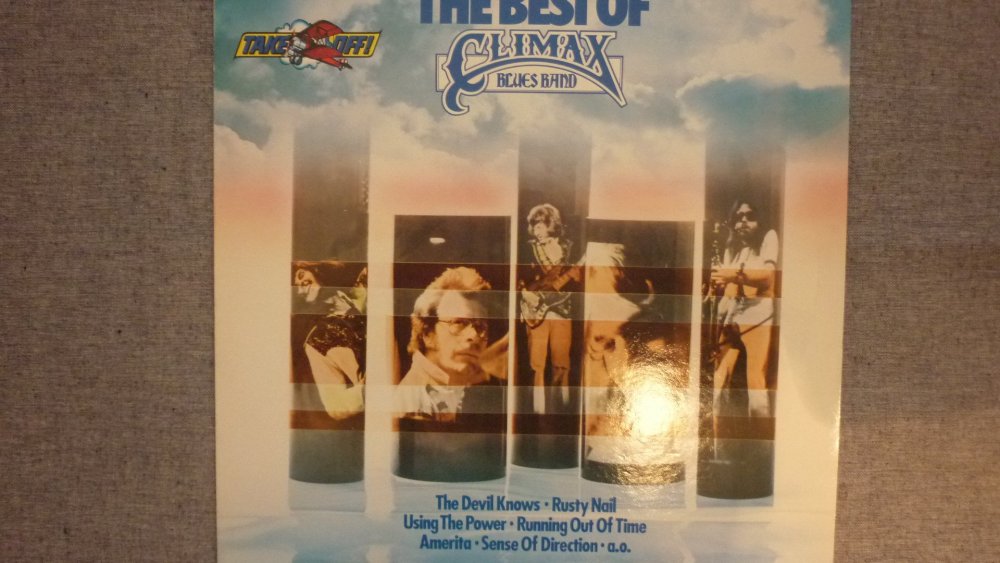 THE BEST OF
TAKE OFF!
CLIMAX
BLUES BAND
The Devil Knows · Rusty Nail
Using The Power · Running Out Of Time
Amerita · Sense Of Direction · a.o.